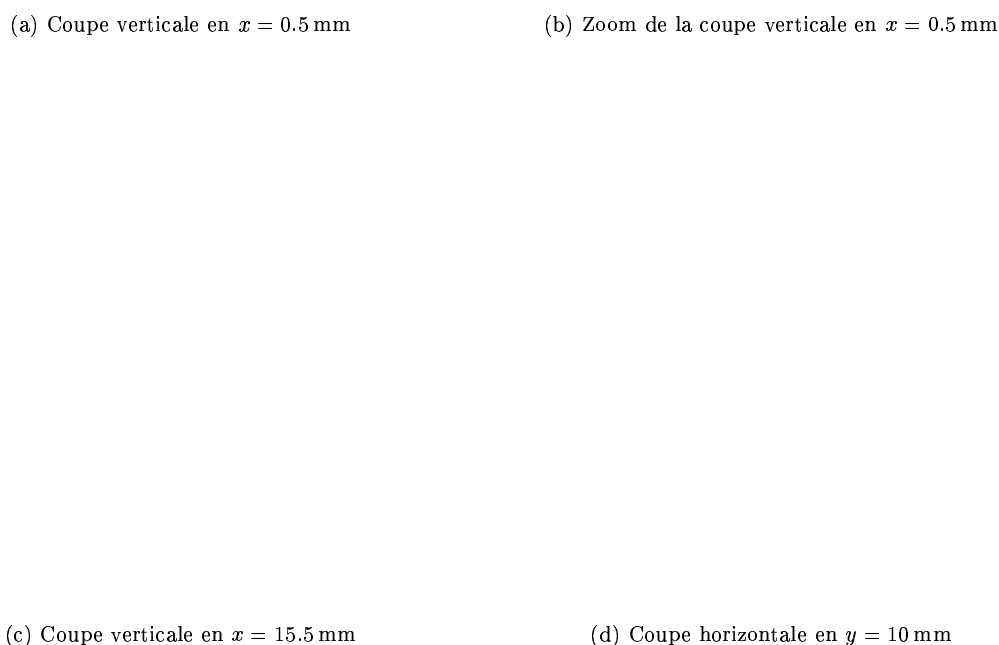 (a) Coupe verticale en x = 0.5 mm
(b) Zoom de la coupe verticale en x = 0.5 mm
(c) Coupe verticale en x = 15.5 mm
(d) Coupe horizontale en y = 10 mm